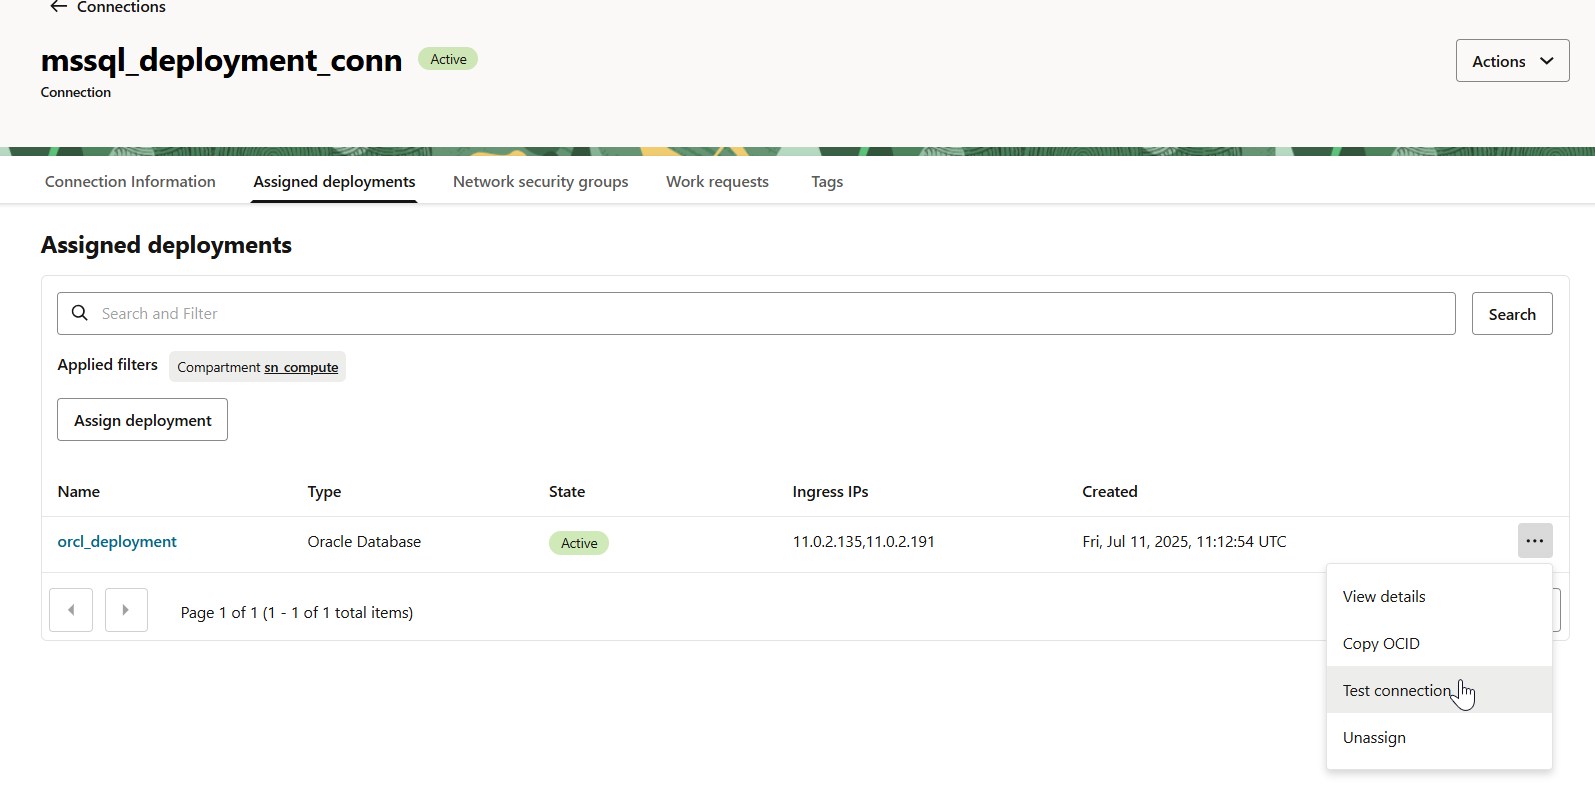 Connections
mssql_deployment_conn Active
Connection
Actions
Connection Information Assigned deployments Network security groups Work requests Tags
Assigned deployments
Search and Filter Search
Applied filters Compartment sn_compute
Assign deployment
Name Type State Ingress IPs Created
orcl_deployment Oracle Database Active 11.0.2.135,11.0.2.191 Fri, Jul 11, 2025, 11:12:54 UTC
Page 1 of 1 (1 - 1 of 1 total items)
View details
Copy OCID
Test connection
Unassign